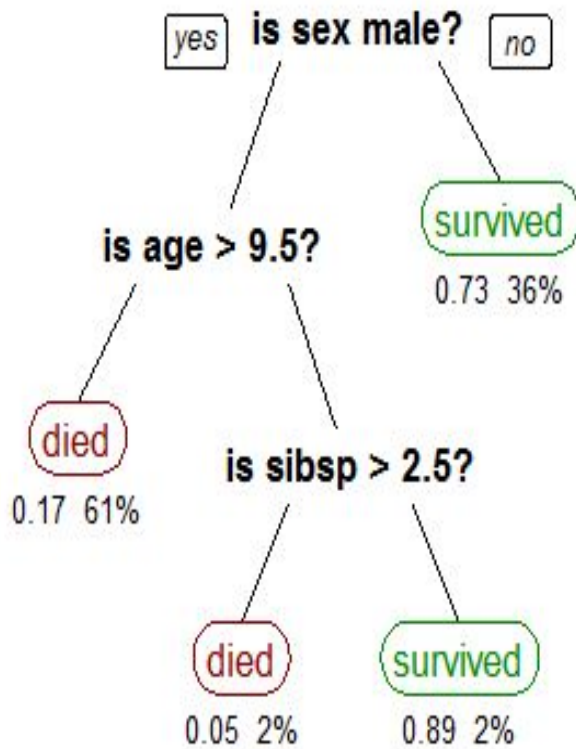 yes is sex male? no
survived
0.73 36%
is age > 9.5?
died
0.17 61%
is sibsp > 2.5?
died survived
0.05 2% 0.89 2%